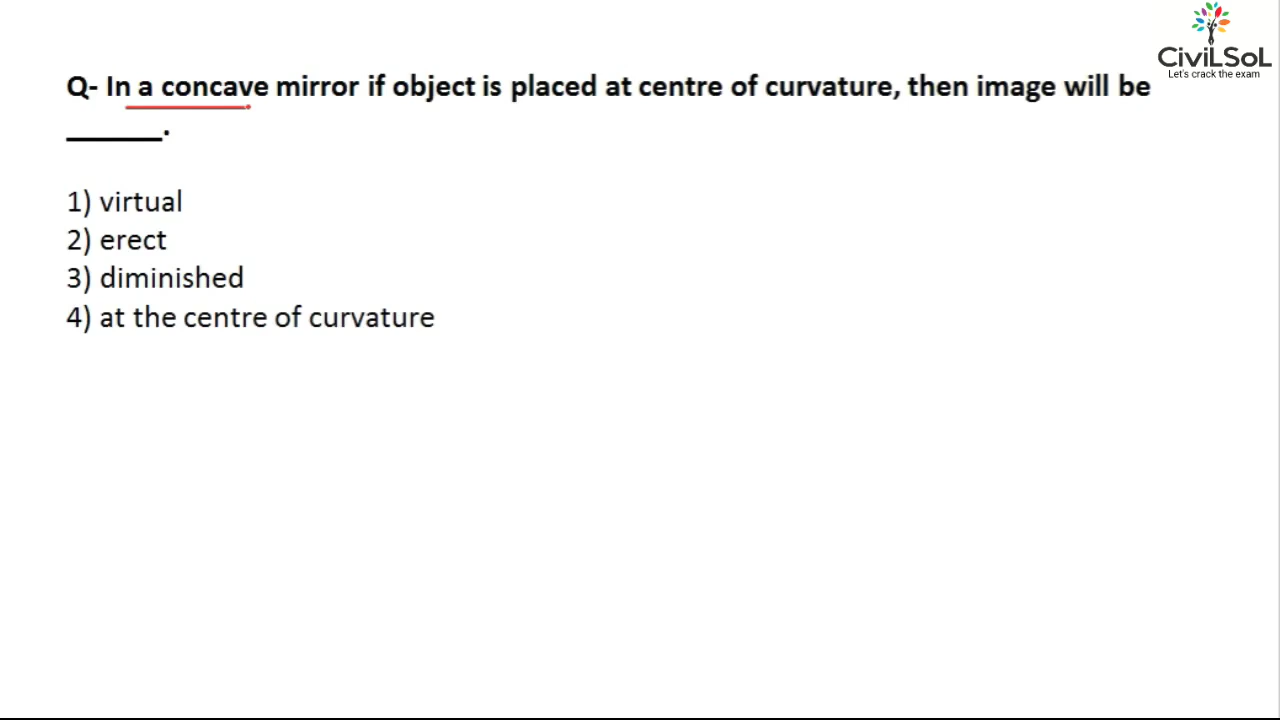 CiviLSoL
Let's crack the exam
Q- In a concave mirror if object is placed at centre of curvature, then image will be
______.
1) virtual
2) erect
3) diminished
4) at the centre of curvature